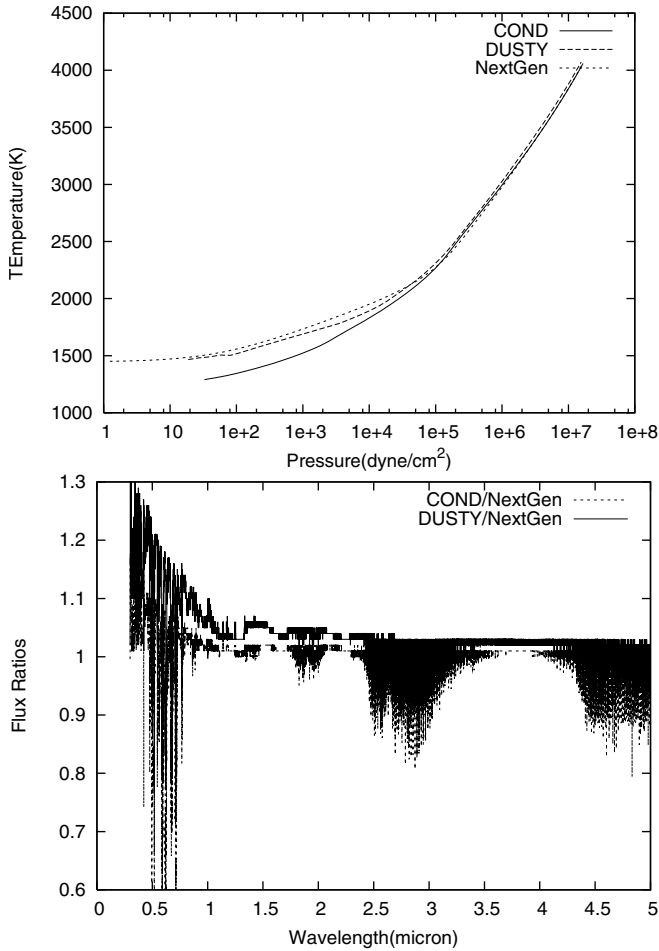 4500
4000
4500
3000
2500
2000
1500
1000
TEmperature(K)
COND
DUSTY
NextGen
1 10 1e+2 1e+3 1e+4 1e+5 1e+6 1e+7 1e+8
Pressure(dyne/cm²)
1.3
1.2
1.1
1
0.9
0.8
0.7
0.6
Flux Ratios
COND/NextGen
DUSTY/NextGen
0 0.5 1 1.5 2 2.5 3 3.5 4 4.5 5
Wavelength(micron)